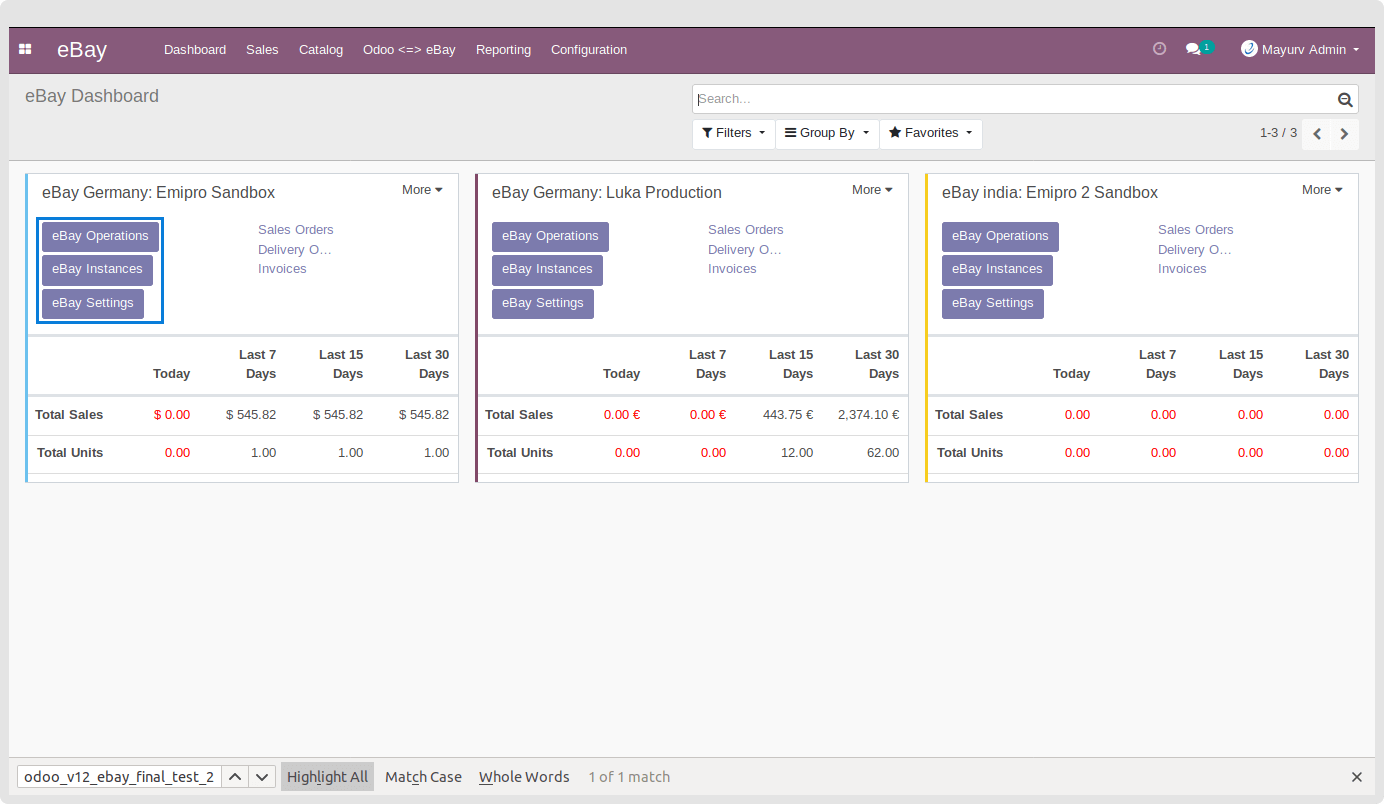 eBay Dashboard Sales Catalog Odoo <=> eBay Reporting Configuration 1 Mayurv Admin
eBay Dashboard
Search...
Filters Group By Favorites 1-3 / 3
eBay Germany: Emipro Sandbox More
eBay Operations Sales Orders
Delivery O...
eBay Instances Invoices
eBay Settings
Today Last 7 Days Last 15 Days Last 30 Days
Total Sales $ 0.00 $ 545.82 $ 545.82 $ 545.82
Total Units 0.00 1.00 1.00 1.00
eBay Germany: Luka Production More
eBay Operations Sales Orders
Delivery O...
eBay Instances Invoices
eBay Settings
Today Last 7 Days Last 15 Days Last 30 Days
Total Sales 0.00 € 0.00 € 443.75 € 2,374.10 €
Total Units 0.00 0.00 12.00 62.00
eBay india: Emipro 2 Sandbox More
eBay Operations Sales Orders
Delivery O...
eBay Instances Invoices
eBay Settings
Today Last 7 Days Last 15 Days Last 30 Days
Total Sales 0.00 0.00 0.00 0.00
Total Units 0.00 0.00 0.00 0.00
odoo_v12_ebay_final_test_2 Highlight All Match Case Whole Words 1 of 1 match